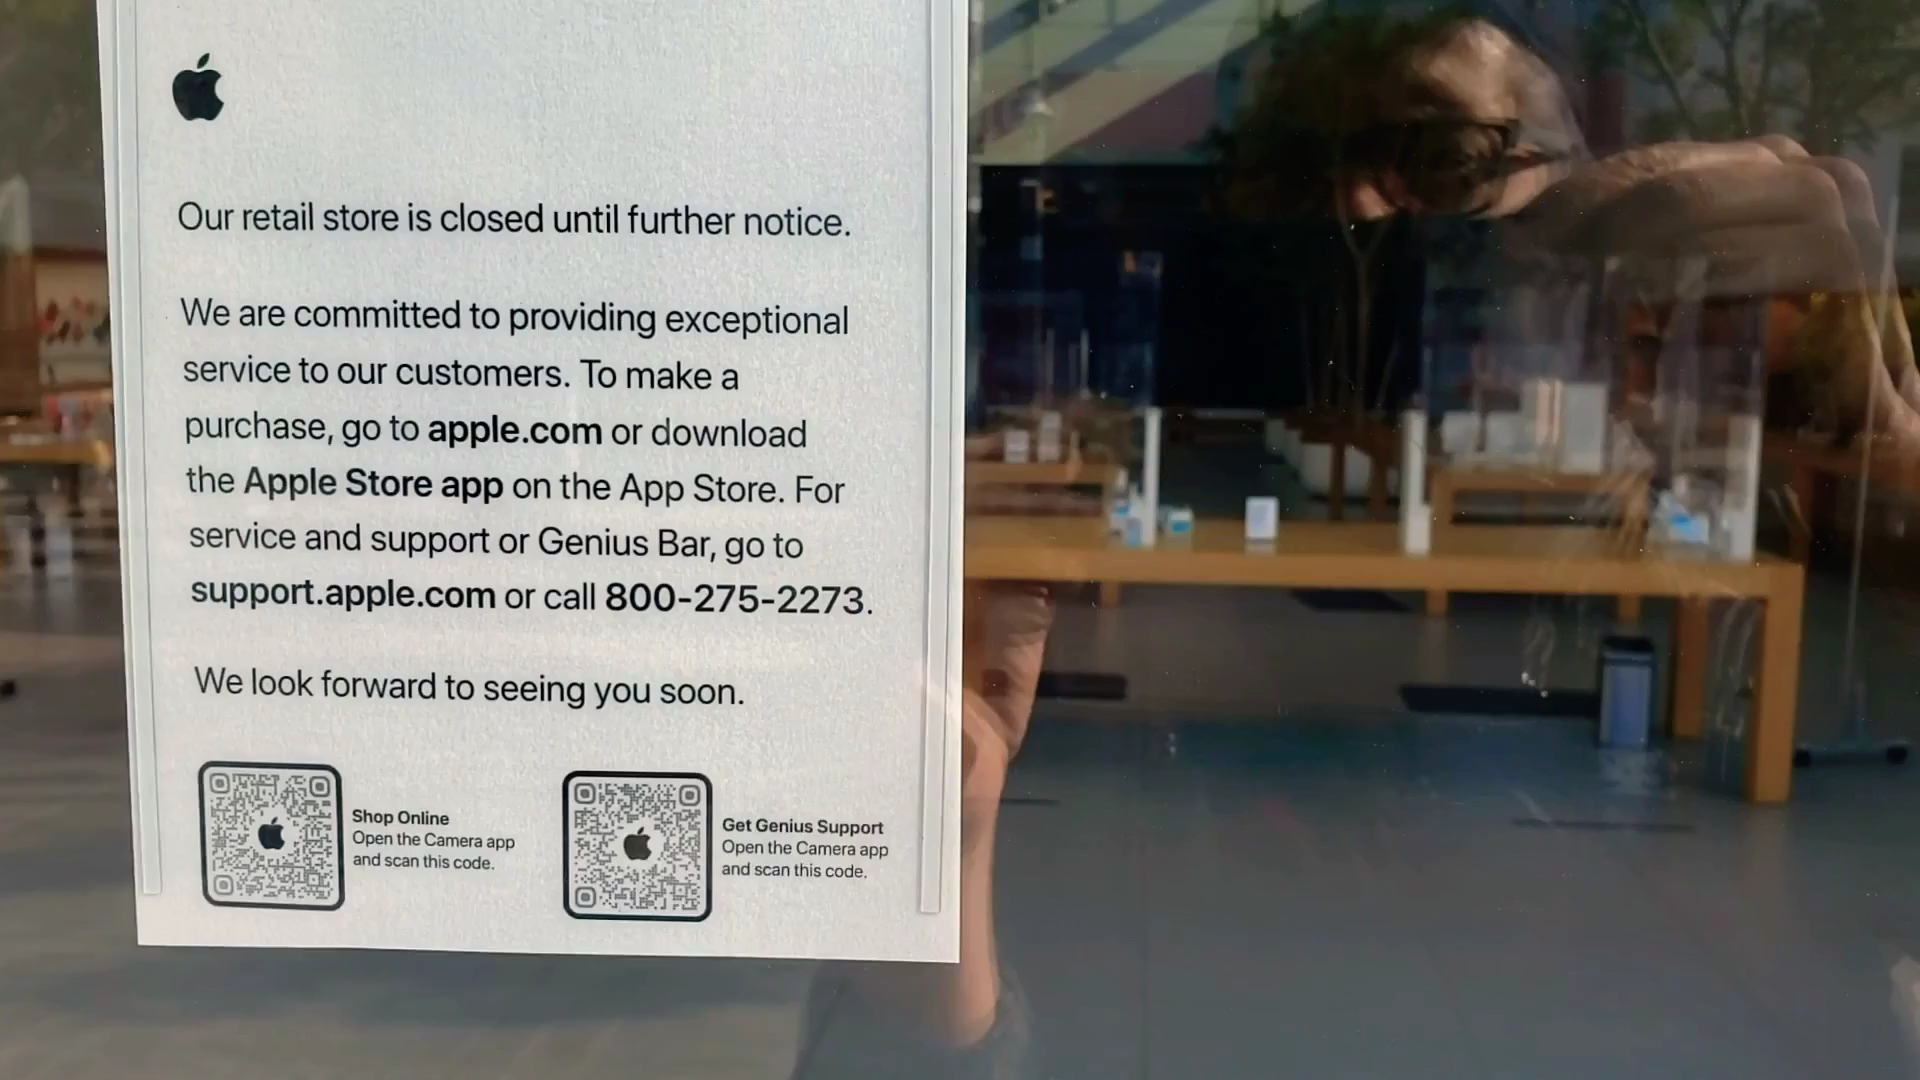 Our retail store is closed until further notice.
We are committed to providing exceptional
service to our customers. To make a
purchase, go to apple.com or download
the Apple Store app on the App Store. For
service and support or Genius Bar, go to
support.apple.com or call 800-275-2273.
We look forward to seeing you soon.
Shop Online
Open the Camera app
and scan this code.
Get Genius Support
Open the Camera app
and scan this code.